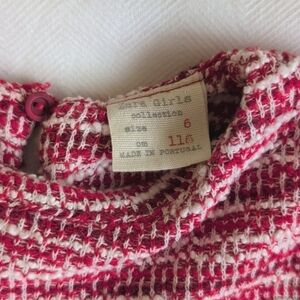 Zara Girls
collection
size 6
cm 116
MADE IN PORTUGAL